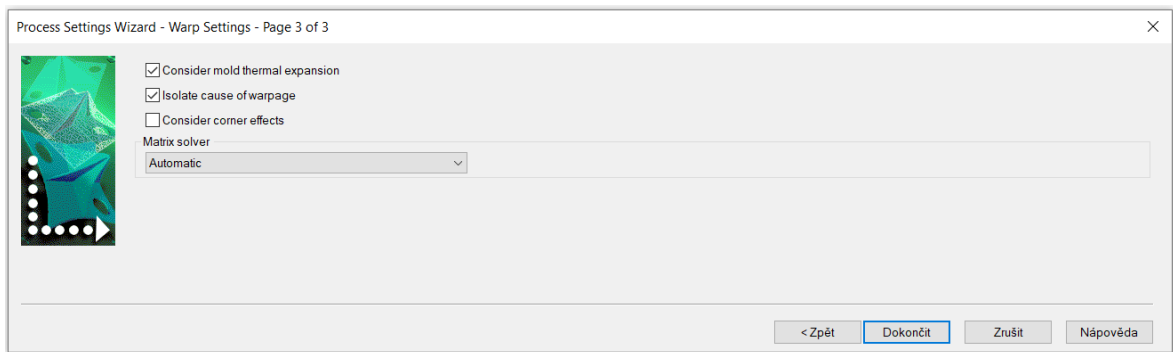 Process Settings Wizard - Warp Settings - Page 3 of 3
Consider mold thermal expansion
Isolate cause of warpage
Consider corner effects
Matrix solver
Automatic
< Zpět Dokončit Zrušit Nápověda